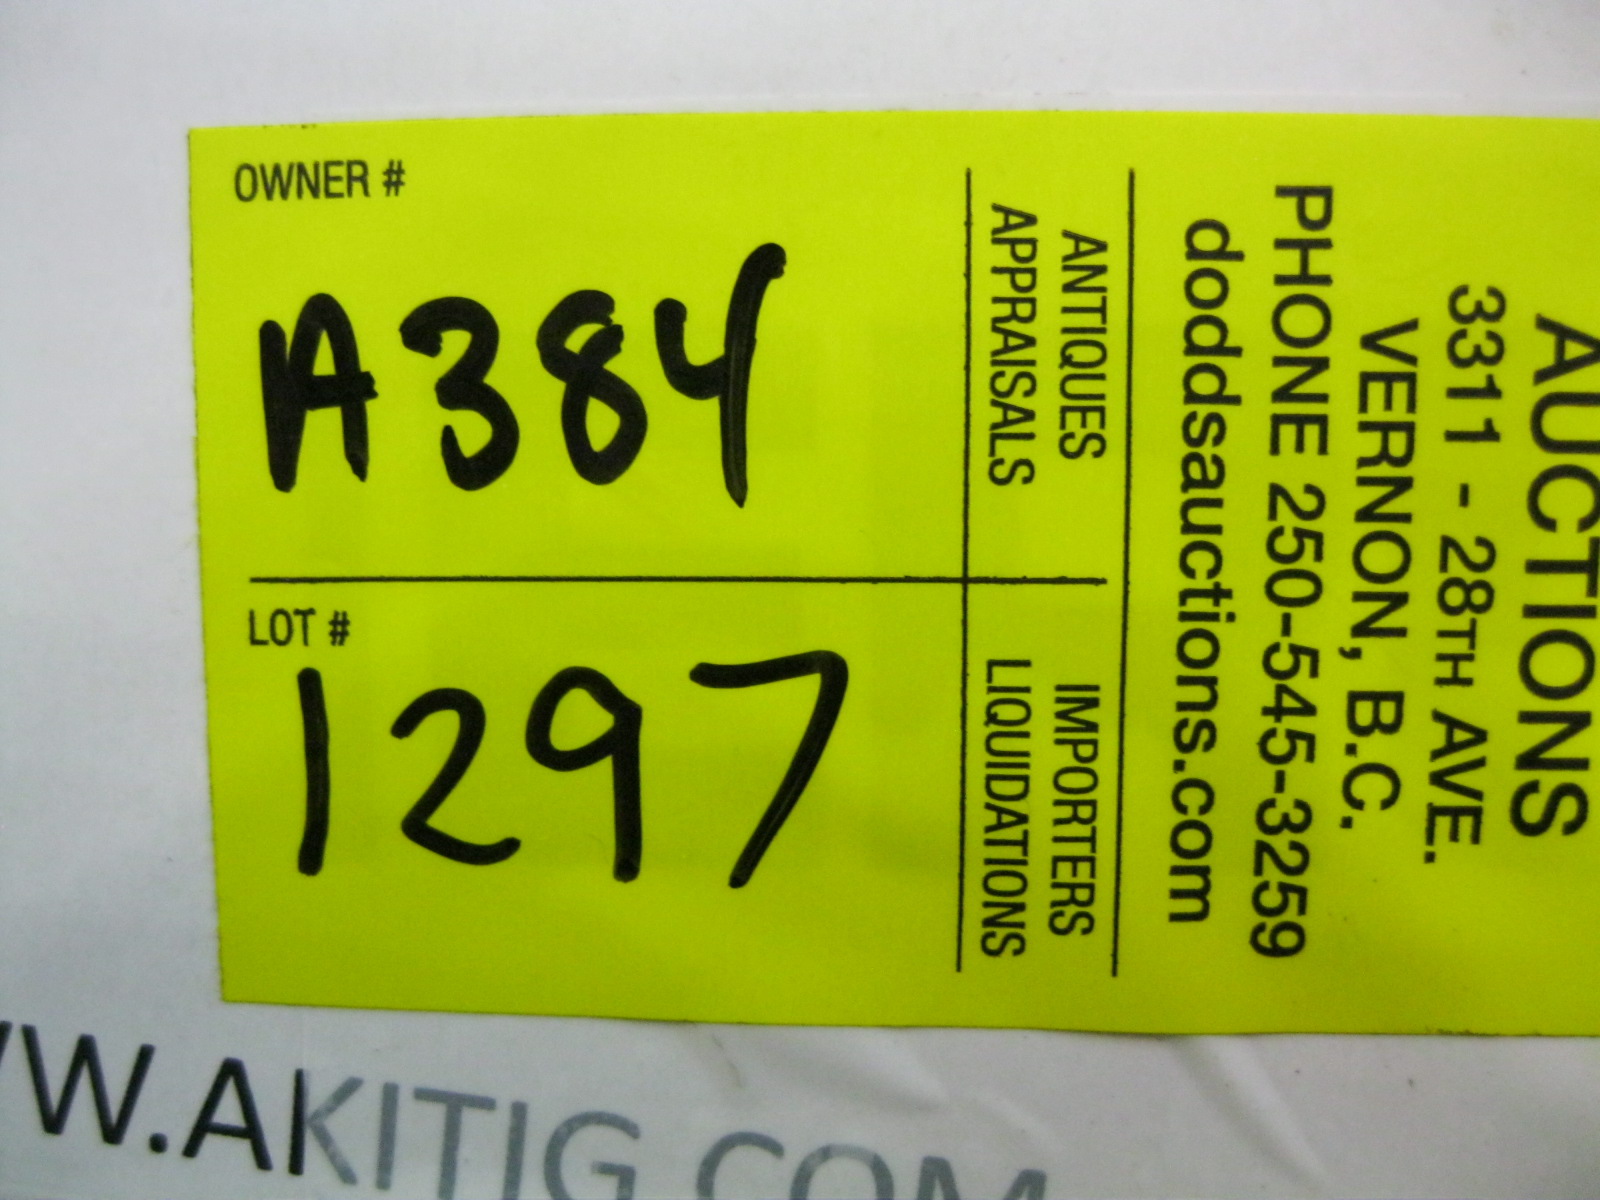 OWNER #
A384
LOT #
1297
AUCTIONS
3311 - 28TH AVE.
VERNON, B.C.
PHONE 250-545-3259
doddsauctions.com
ANTIQUES IMPORTERS
APPRAISALS LIQUIDATIONS
W.AKITIG.COM